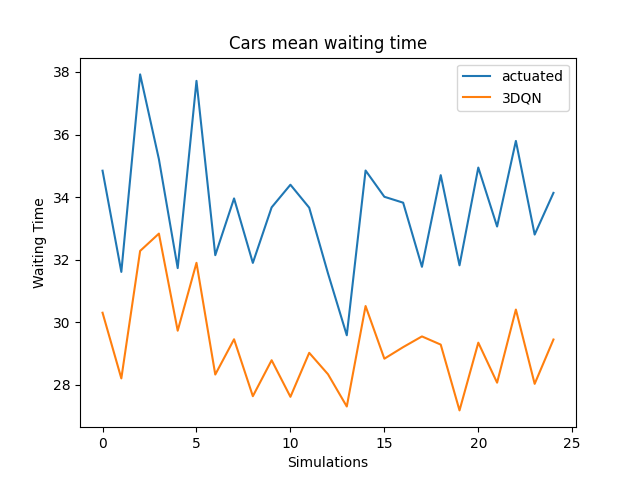 Cars mean waiting time
actuated
3DQN
Waiting Time
38
36
34
32
30
28
0 5 10 15 20 25
Simulations